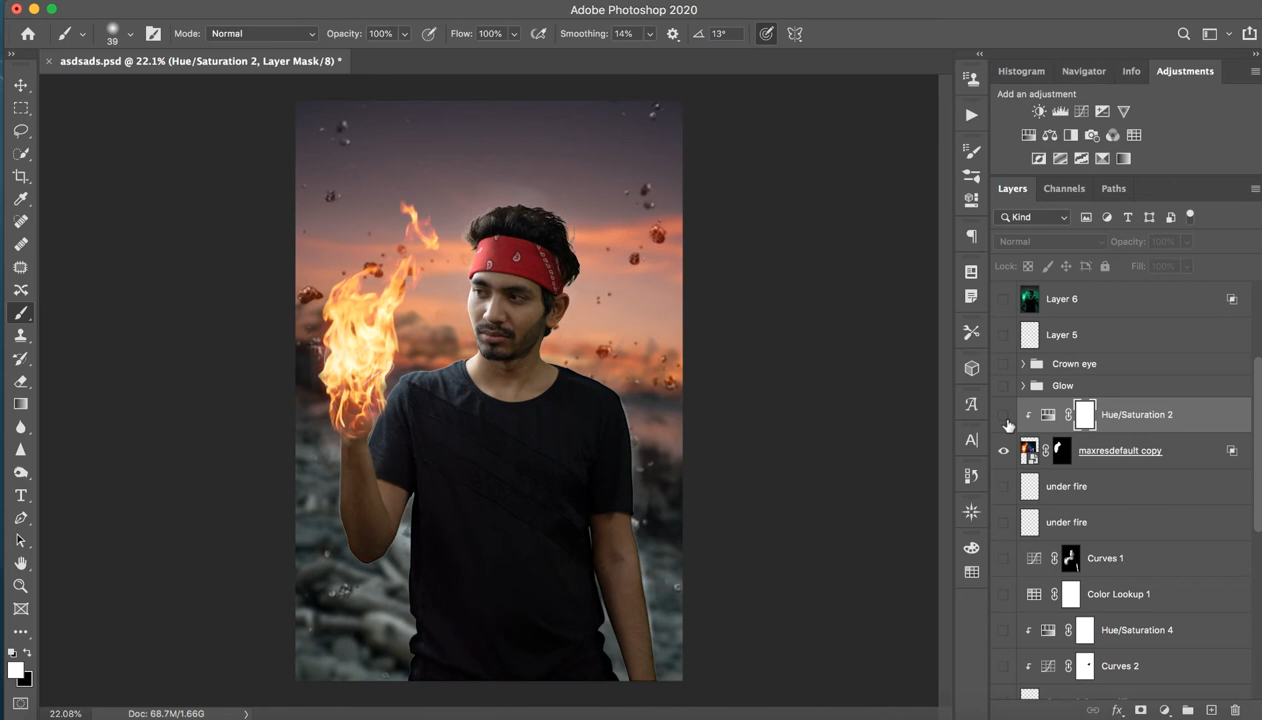 Adobe Photoshop 2020
39 Mode: Normal Opacity: 100% Flow: 100% Smoothing: 14% 13°
asdsads.psd @ 22.1% (Hue/Saturation 2, Layer Mask/8) *
Histogram Navigator Info Adjustments
Add an adjustment
Layers Channels Paths
Kind
Normal Opacity: 100%
Lock: Fill: 100%
Layer 6
Layer 5
Crown eye
Glow
Hue/Saturation 2
maxresdefault copy
under fire
under fire
Curves 1
Color Lookup 1
Hue/Saturation 4
Curves 2
22.08% Doc: 68.7M/1.66G